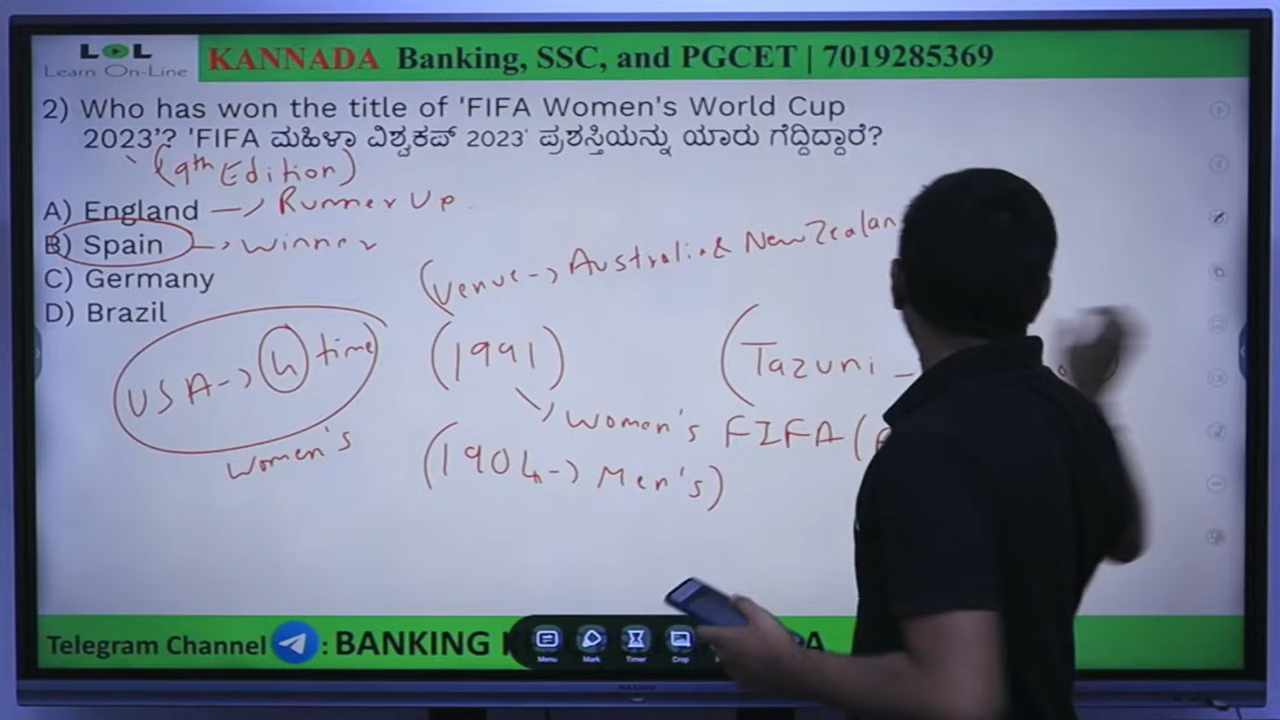 LOL
Learn On-Line
KANNADA Banking, SSC, and PGCET | 7019285369
2) Who has won the title of 'FIFA Women's World Cup
2023'? 'FIFA ಮಹಿಳಾ ವಿಶ್ವಕಪ್ 2023' ಪ್ರಶಸ್ತಿಯನ್ನು ಯಾರು ಗೆದ್ದಿದ್ದಾರೆ?
(9th Edition)
A) England -> Runner Up
B) Spain -> Winner
C) Germany
D) Brazil
(Venue -> Australia & New Zealan
USA -> 4 time
Women's
(1991)
-> Women's FIFA (
(1904 -> Men's)
(Tazuni -
Telegram Channel : BANKING K
Menu
Mark
Timer
Crop